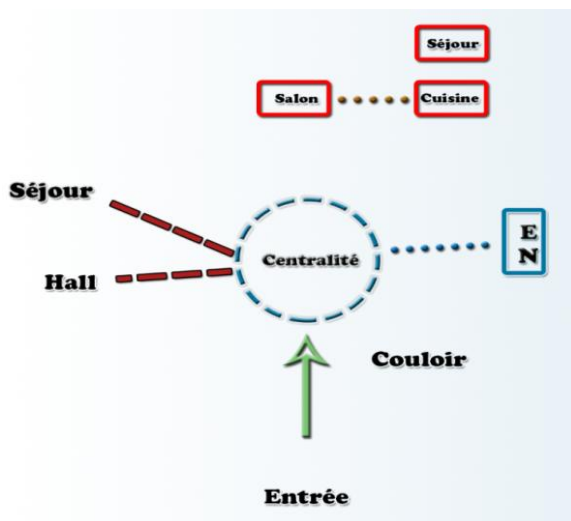 Séjour
Salon
Cuisine
Séjour
Hall
Centralité
E
N
Couloir
Entrée